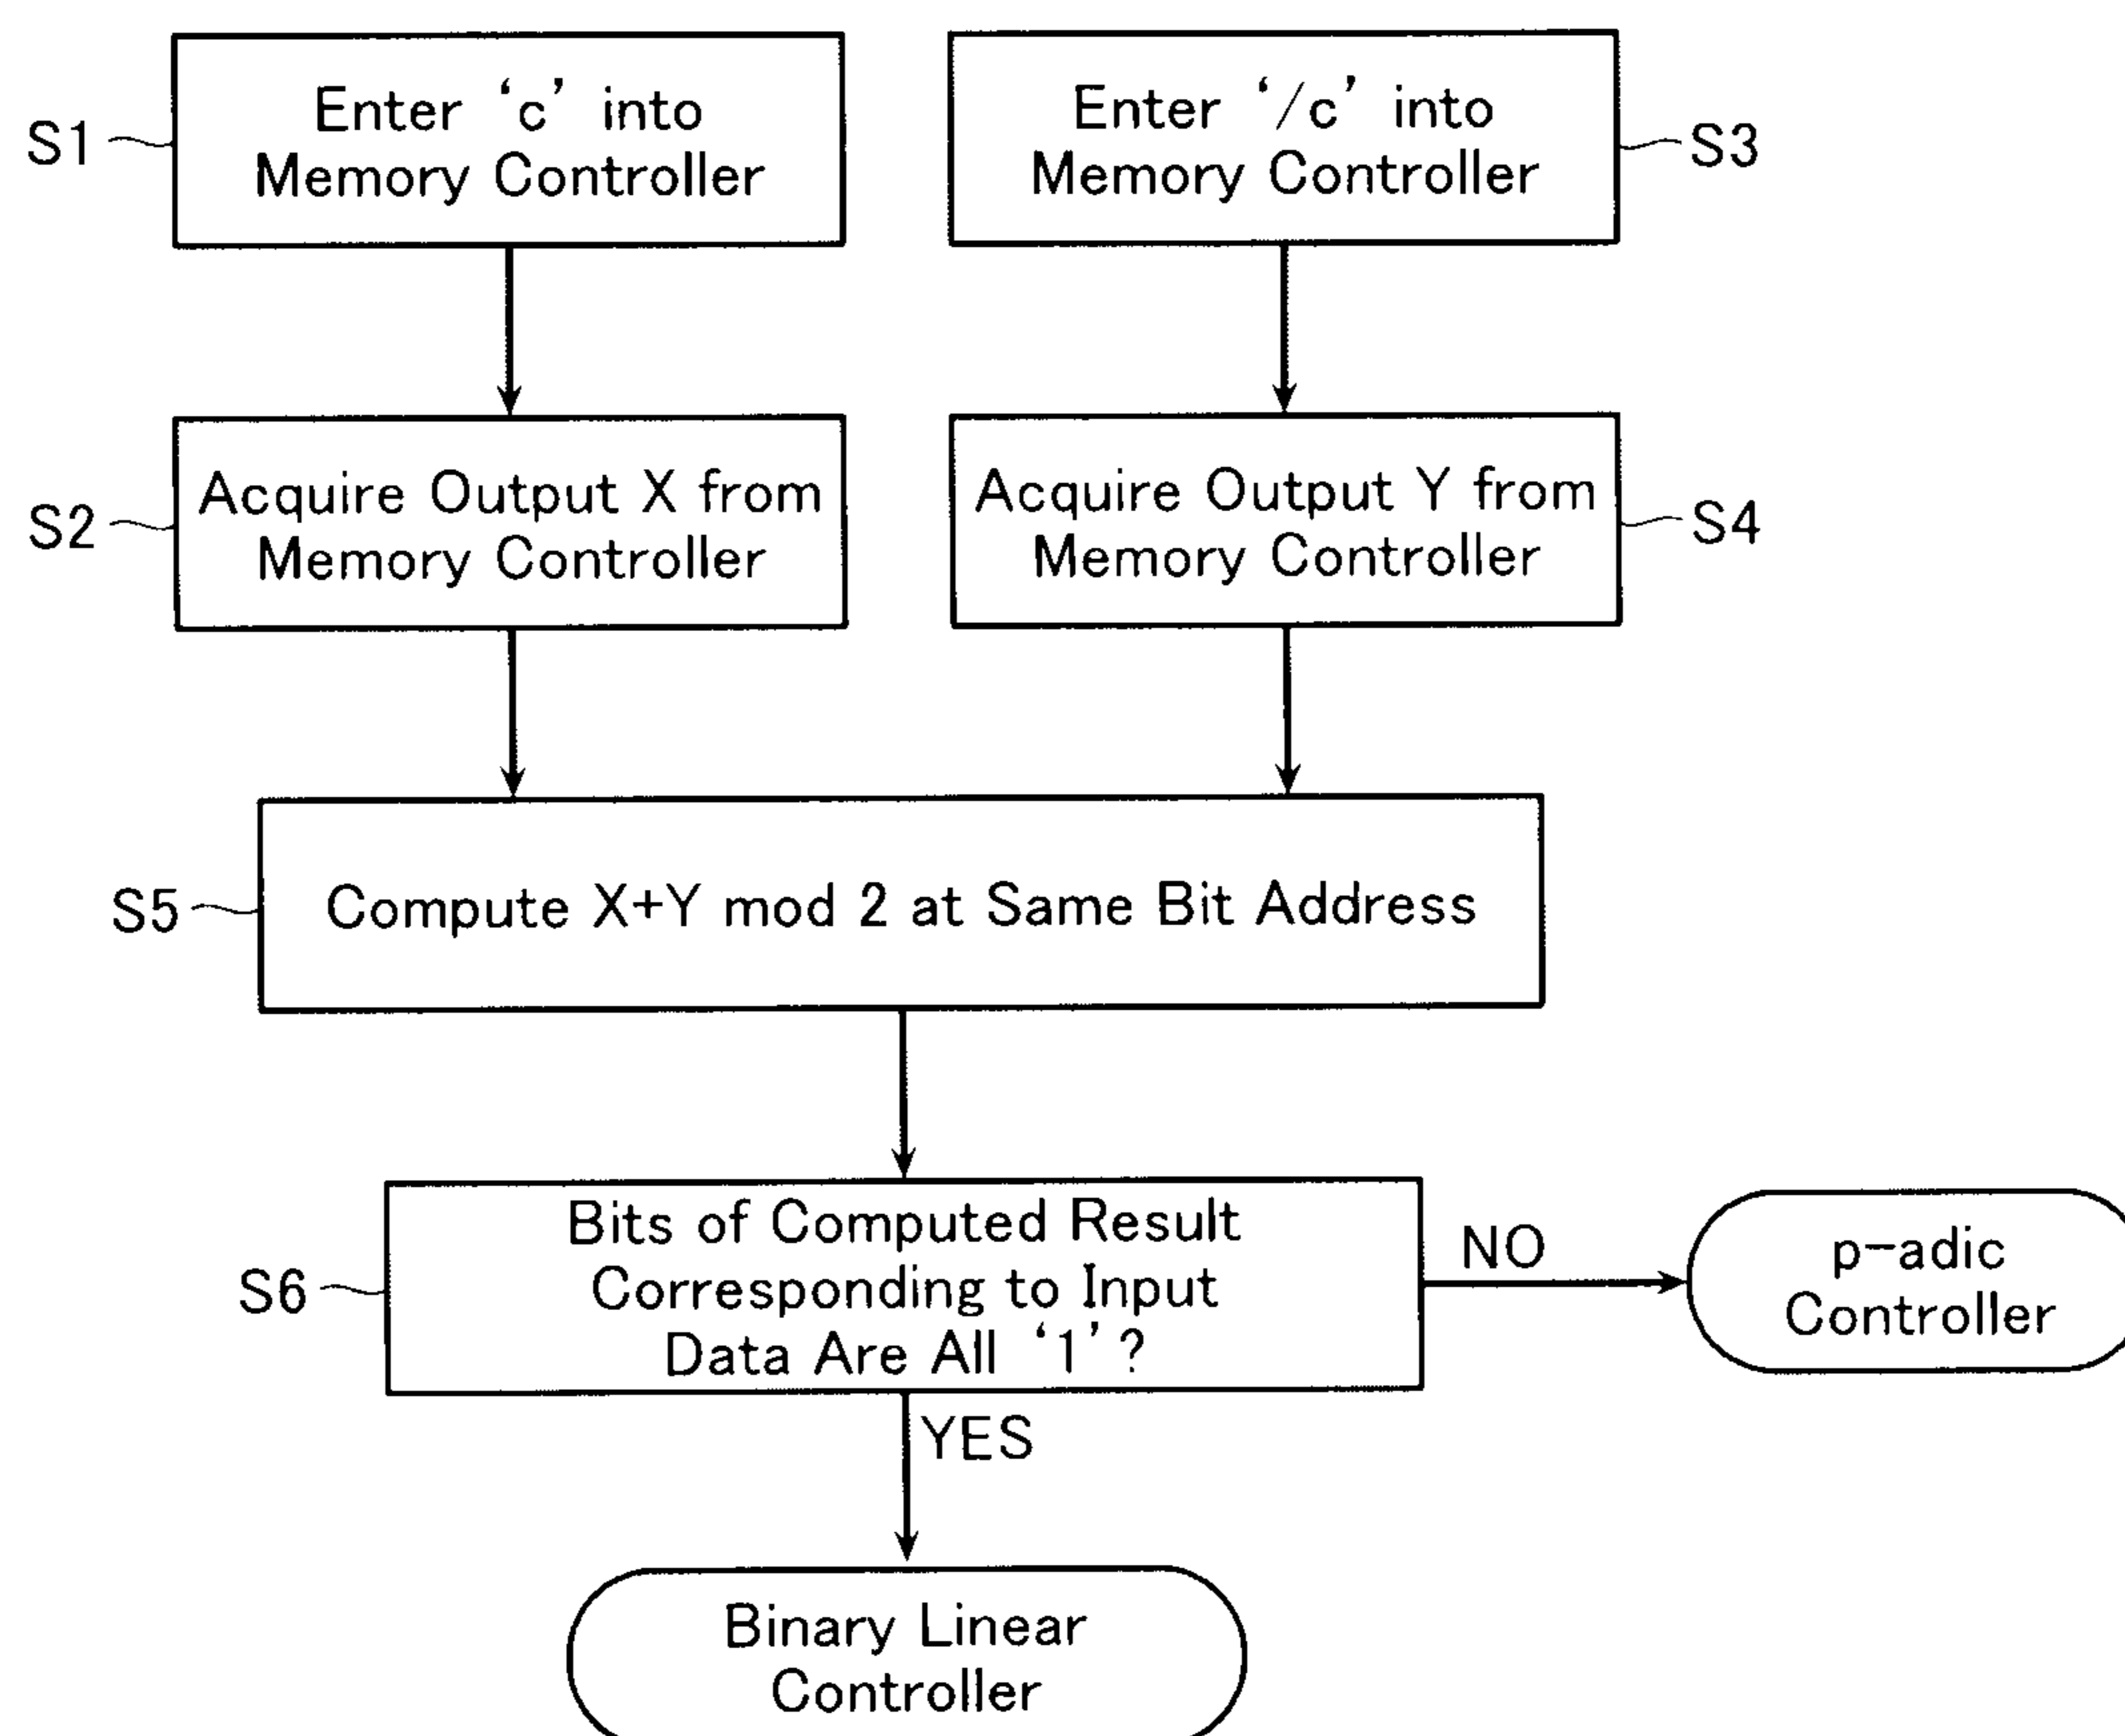 Enter ‘c’ into
Memory Controller
S1
Enter ‘/c’ into
Memory Controller
S3
Acquire Output X from
Memory Controller
S2
Acquire Output Y from
Memory Controller
S4
S5
Compute X+Y mod 2 at Same Bit Address
S6
Bits of Computed Result
Corresponding to Input
Data Are All ‘1’?
NO
p-adic
Controller
YES
Binary Linear
Controller